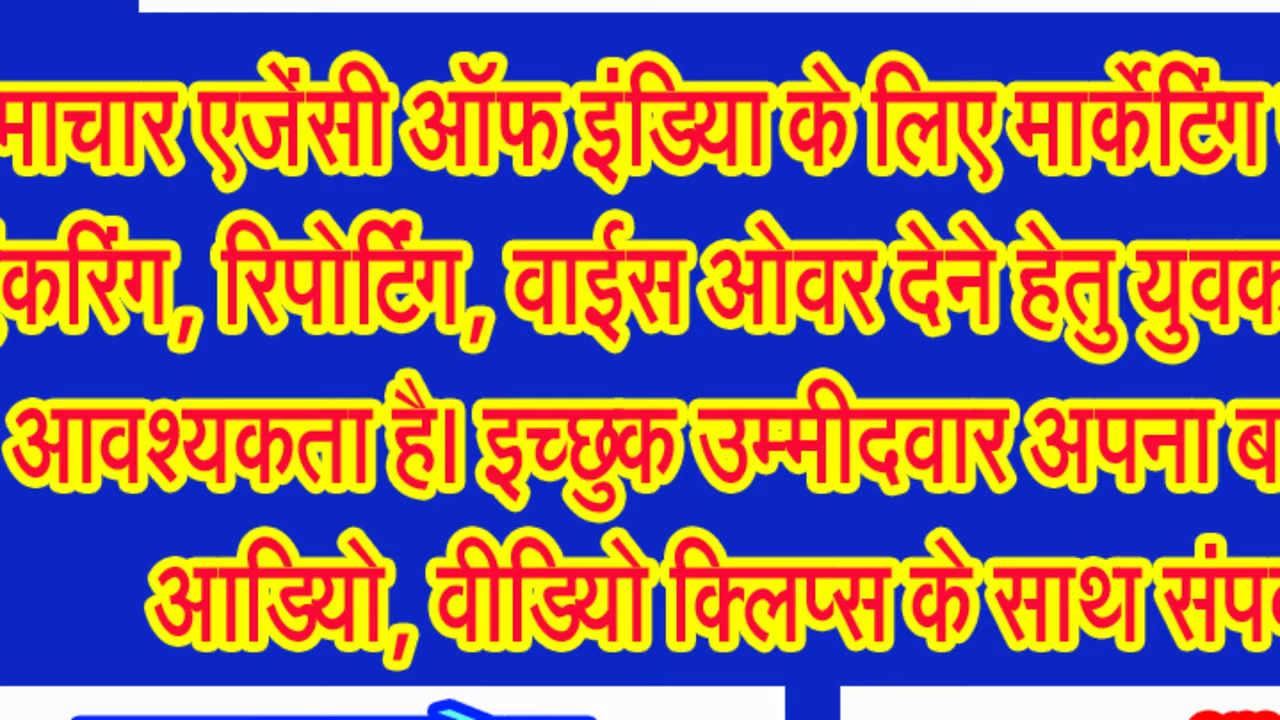 माचार एजेंसी ऑफ इंडिया के लिए मार्केटिंग
करिंग, रिपोर्टिंग, वाईस ओवर देने हेतु युवक
आवश्यकता है। इच्छुक उम्मीदवार अपना ब
आडियो, वीडियो क्लिप्स के साथ संप